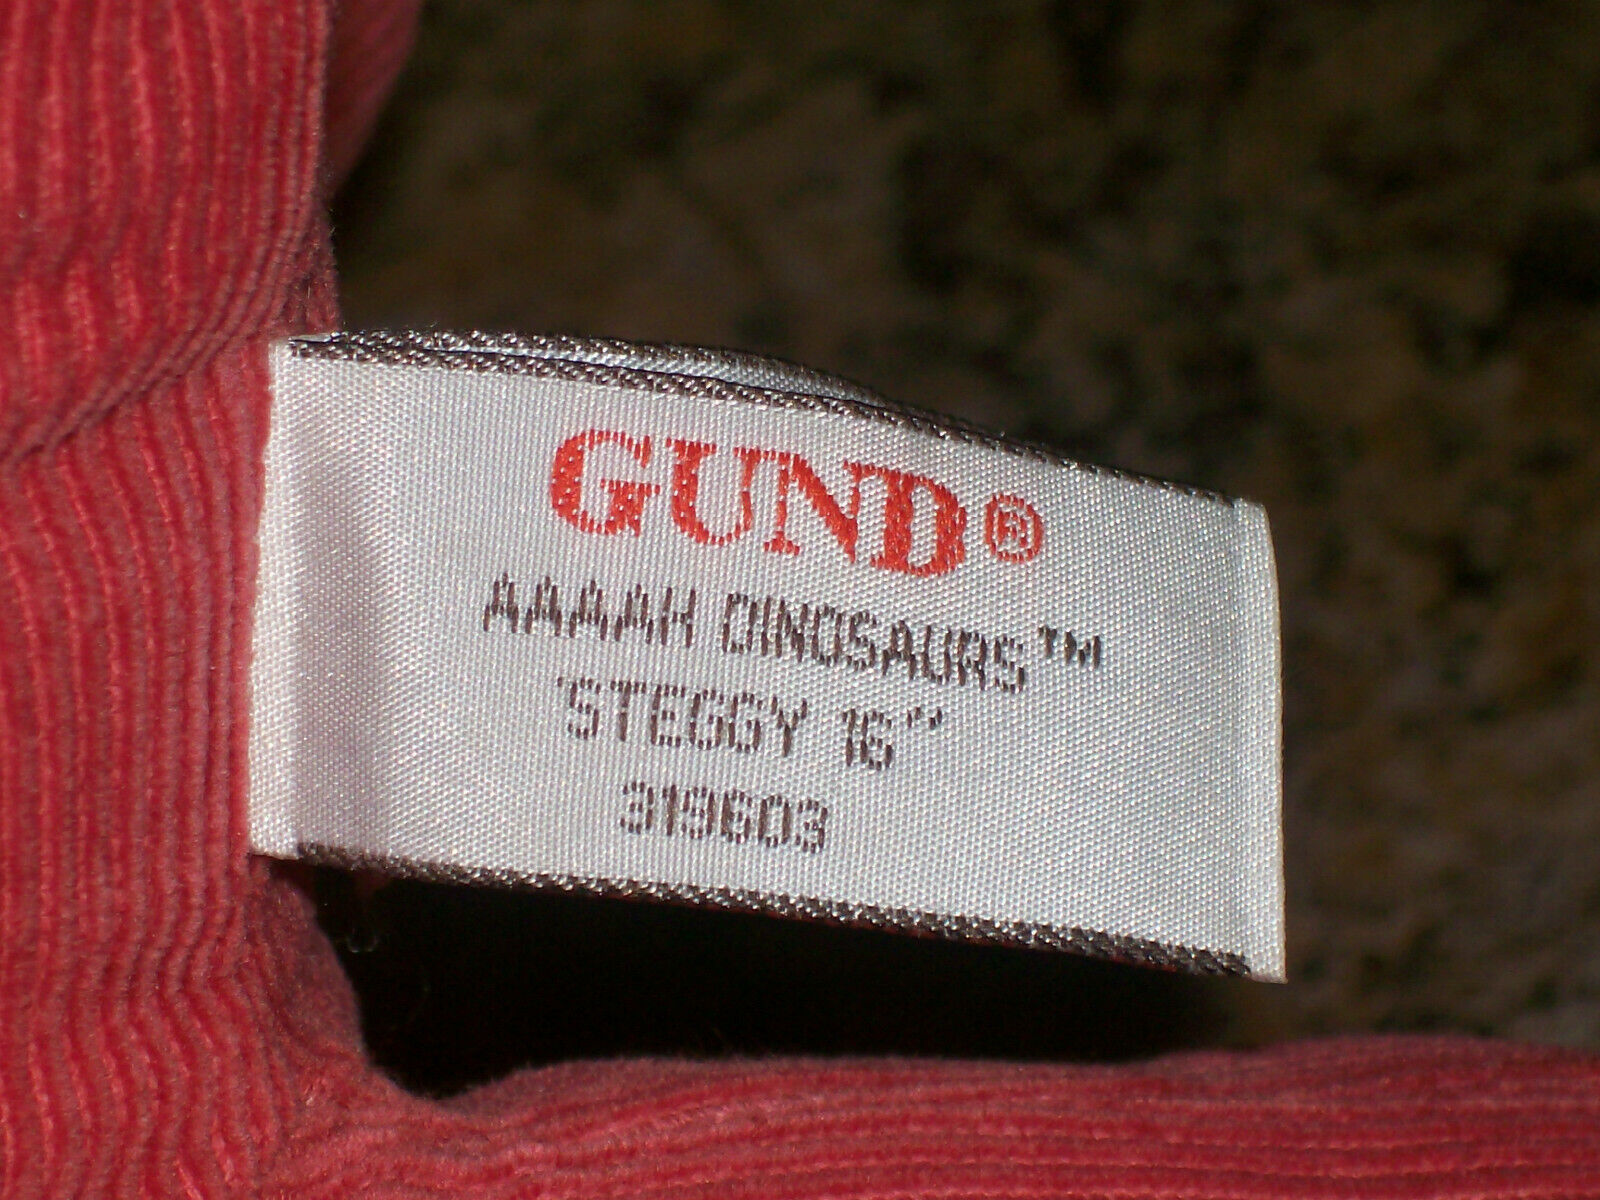 GUND®
AAAAH DINOSAURS™
STEGGY 16"
319603